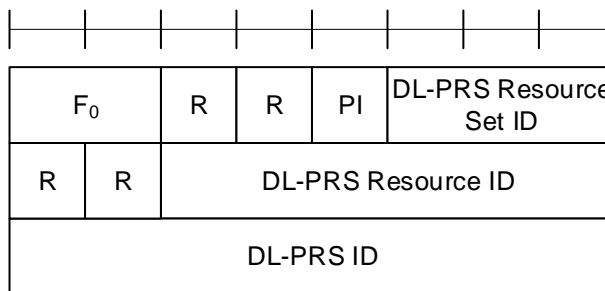 F₀ R R PI DL-PRS Resource
Set ID
R R DL-PRS Resource ID
DL-PRS ID